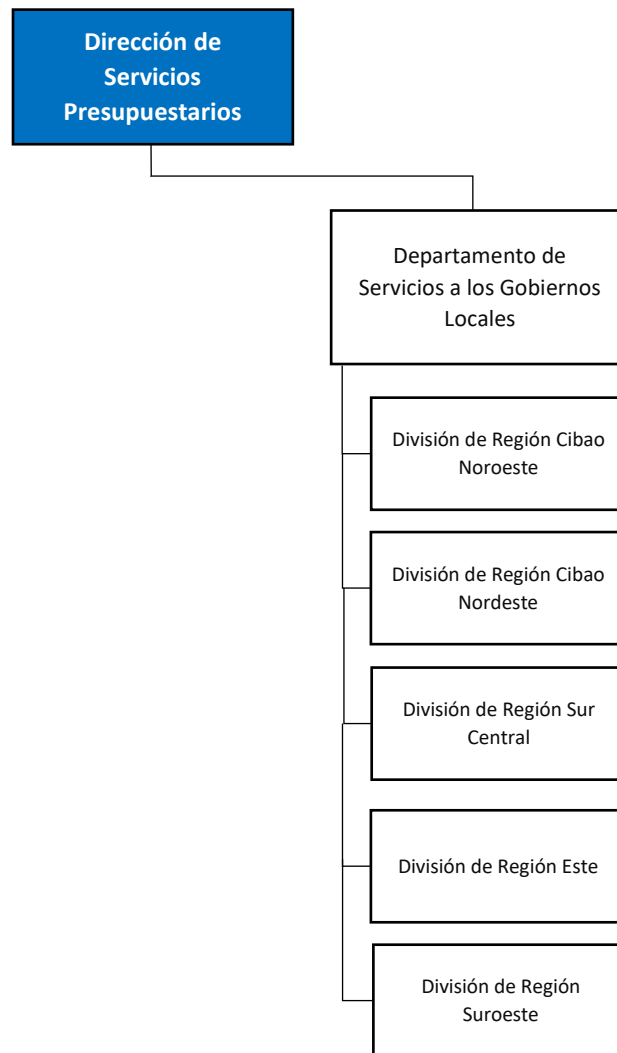 Dirección de
Servicios
Presupuestarios
Departamento de
Servicios a los Gobiernos
Locales
División de Región Cibao
Noroeste
División de Región Cibao
Nordeste
División de Región Sur
Central
División de Región Este
División de Región
Suroeste